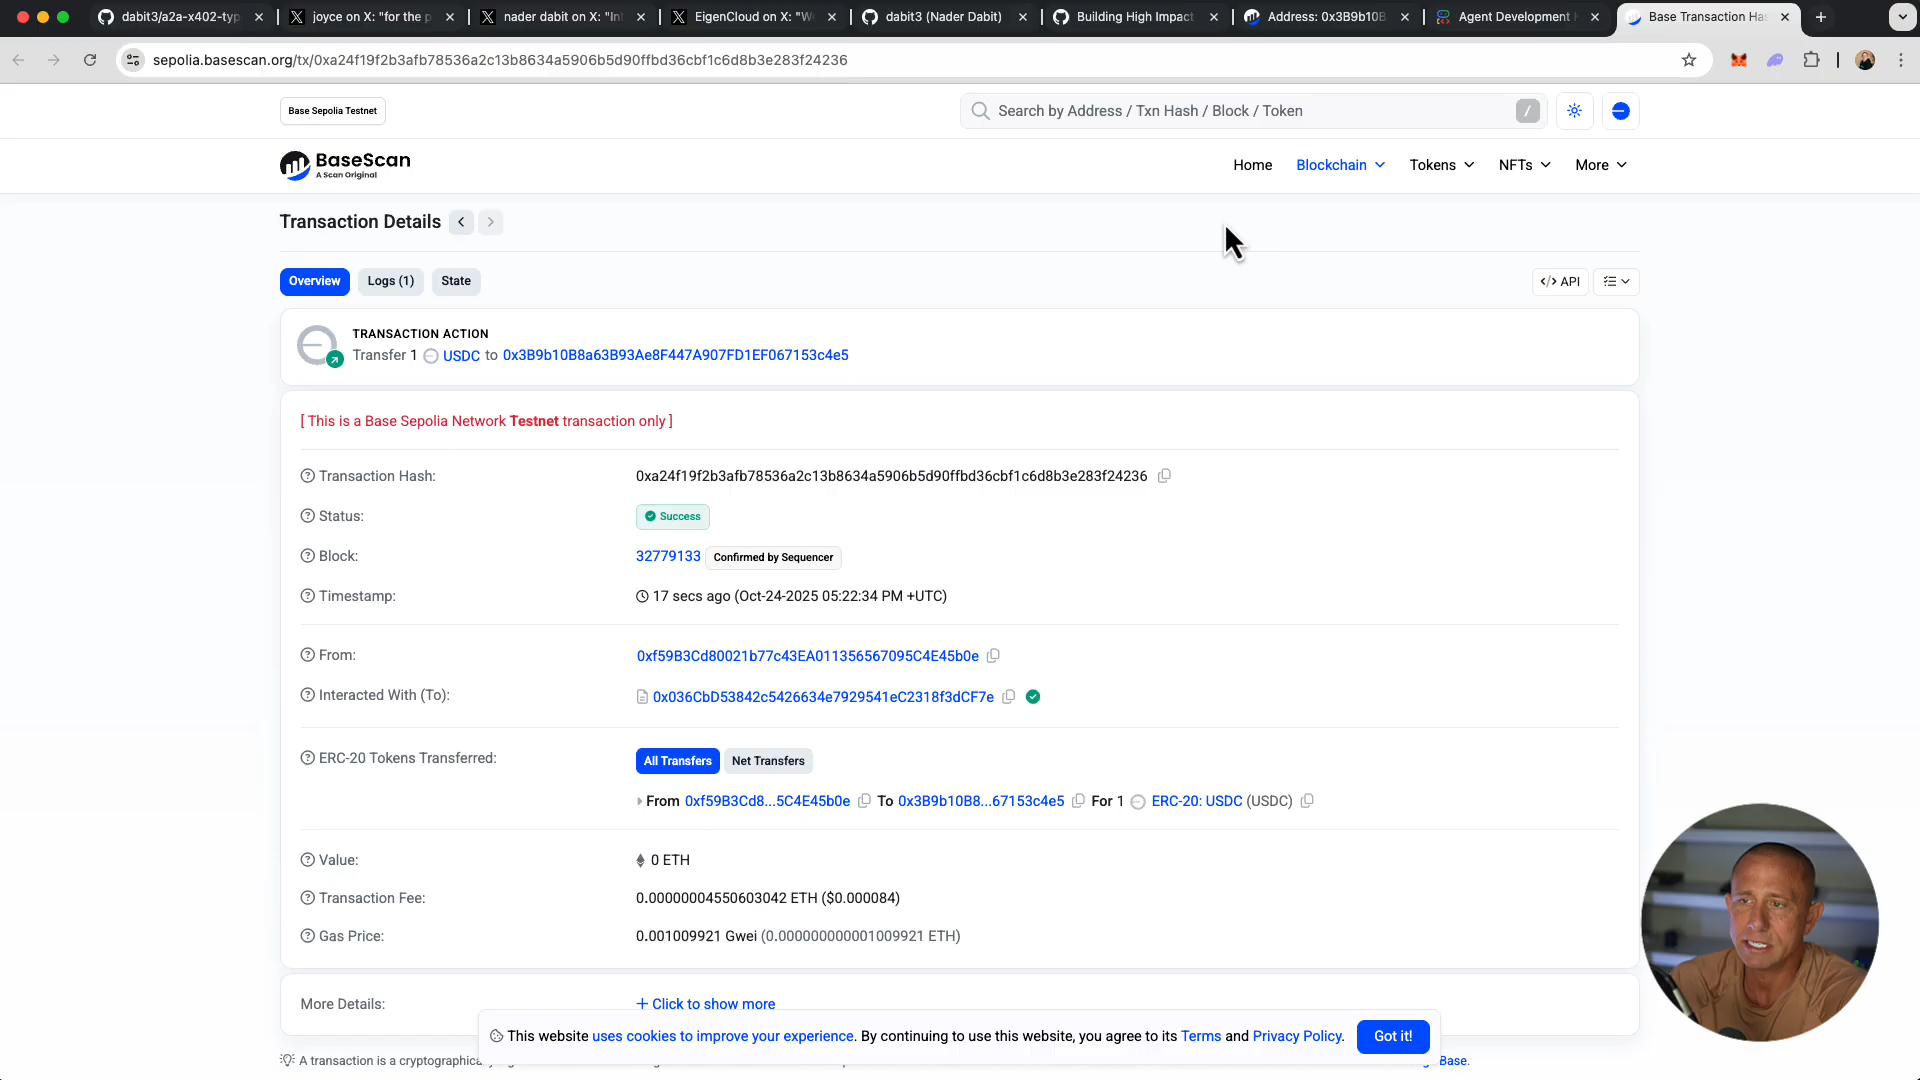 dabit3/a2a-x402-typ
joyce on X: "for the p
nader dabit on X: "Int
EigenCloud on X: "We
dabit3 (Nader Dabit)
Building High Impact
Address: 0x3B9b10B
Agent Development
Base Transaction Has
sepolia.basescan.org/tx/0xa24f19f2b3afb78536a2c13b8634a5906b5d90ffbd36cbf1c6d8b3e283f24236
Base Sepolia Testnet
Search by Address / Txn Hash / Block / Token
/
BaseScan
A Scan Original
Home
Blockchain
Tokens
NFTs
More
Transaction Details
Overview
Logs (1)
State
</> API
TRANSACTION ACTION
Transfer 1 USDC to 0x3B9b10B8a63B93Ae8F447A907FD1EF067153c4e5
[ This is a Base Sepolia Network Testnet transaction only ]
Transaction Hash:
0xa24f19f2b3afb78536a2c13b8634a5906b5d90ffbd36cbf1c6d8b3e283f24236
Status:
Success
Block:
32779133 Confirmed by Sequencer
Timestamp:
17 secs ago (Oct-24-2025 05:22:34 PM +UTC)
From:
0xf59B3Cd80021b77c43EA011356567095C4E45b0e
Interacted With (To):
0x036CbD53842c5426634e7929541eC2318f3dCF7e
ERC-20 Tokens Transferred:
All Transfers
Net Transfers
From 0xf59B3Cd8...5C4E45b0e To 0x3B9b10B8...67153c4e5 For 1 ERC-20: USDC (USDC)
Value:
0 ETH
Transaction Fee:
0.00000004550603042 ETH ($0.000084)
Gas Price:
0.001009921 Gwei (0.000000000001009921 ETH)
More Details:
+ Click to show more
This website uses cookies to improve your experience. By continuing to use this website, you agree to its Terms and Privacy Policy.
Got it!
A transaction is a cryptographica
Base.